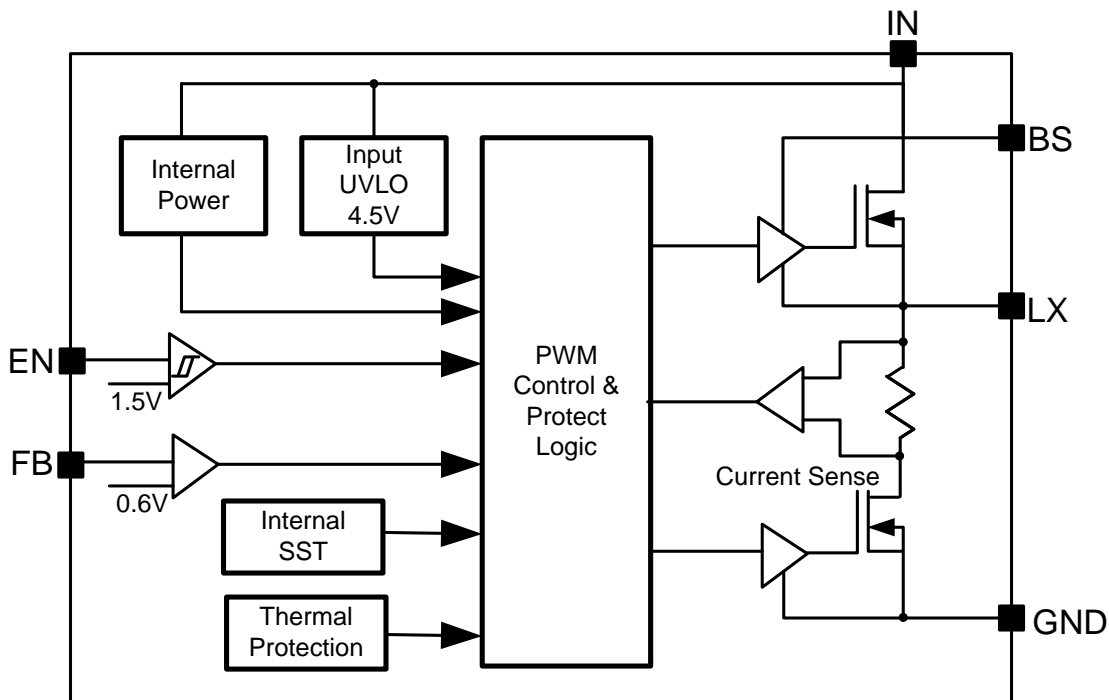 IN
BS
Internal
Power
Input
UVLO
4.5V
LX
EN
1.5V
PWM
Control &
Protect
Logic
FB
0.6V
Current Sense
Internal
SST
Thermal
Protection
GND